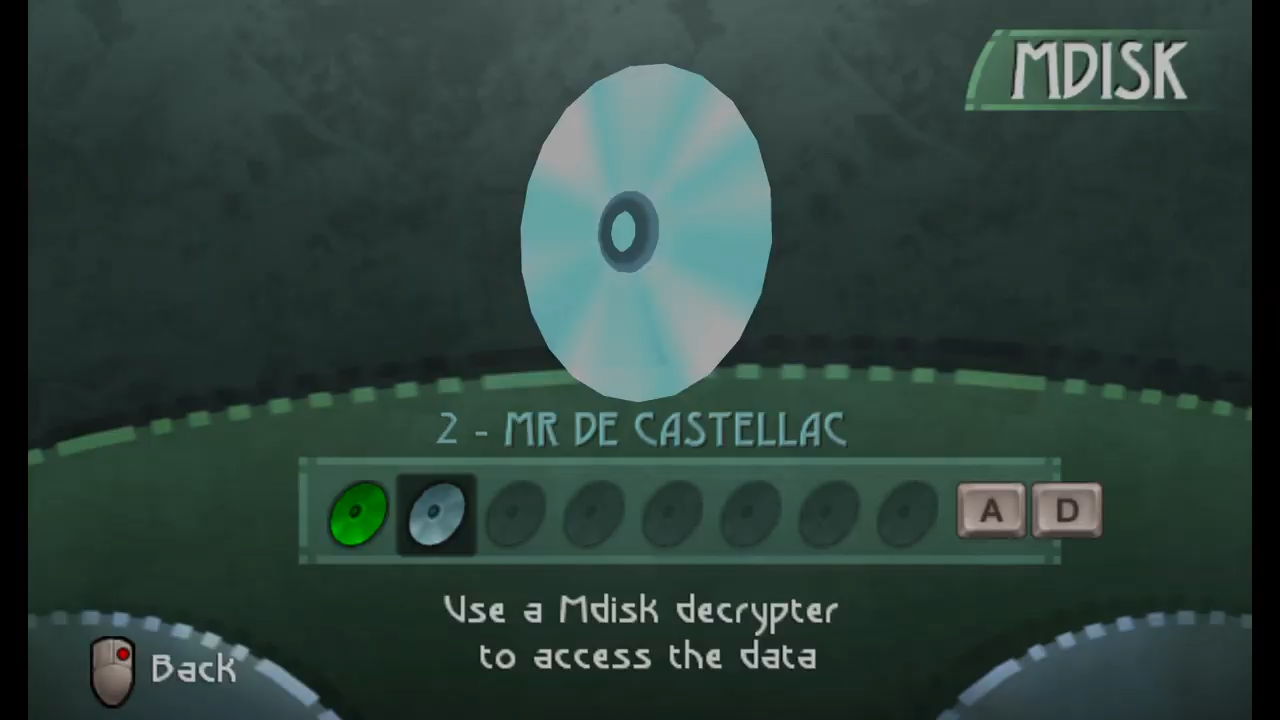 MDISK
2 - MR DE CASTELLAC
A D
Use a Mdisk decrypter
to access the data
Back